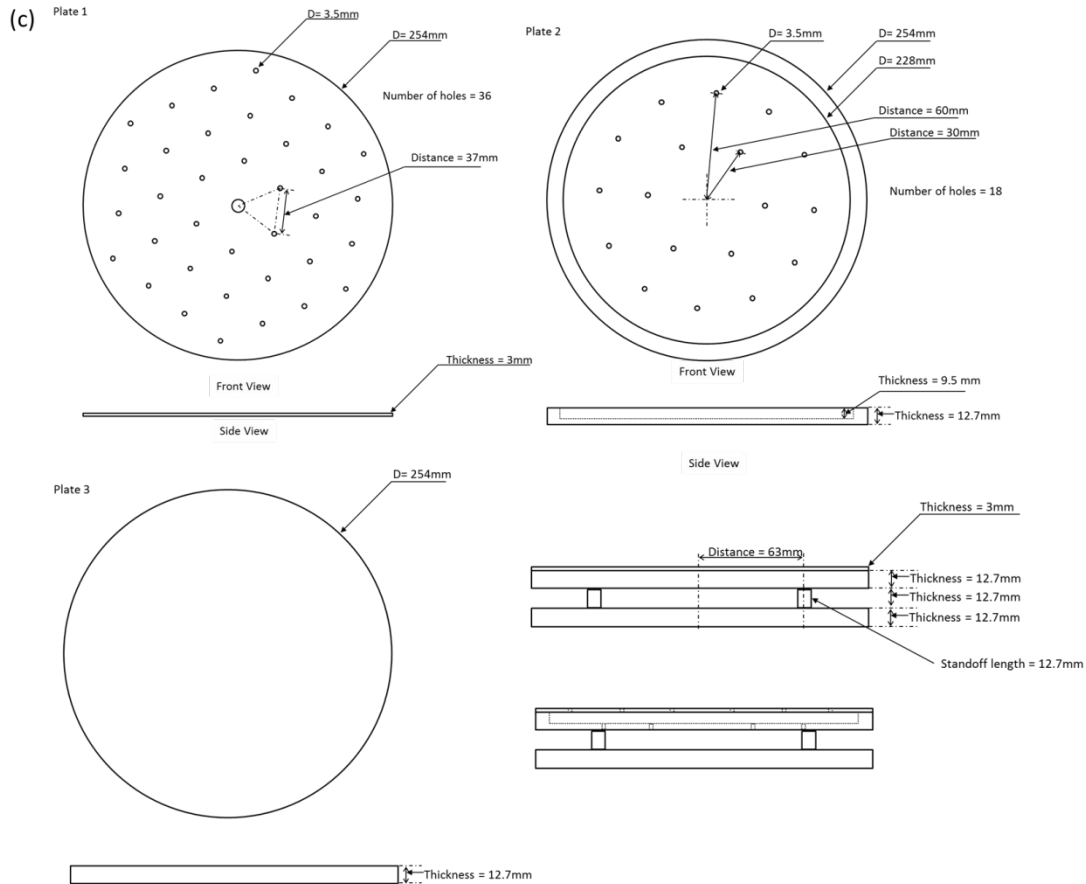 (c)
Plate 1
D= 3.5mm
D= 254mm
Number of holes = 36
Distance = 37mm
Front View
Thickness = 3mm
Side View
Plate 2
D= 3.5mm
D= 254mm
D= 228mm
Distance = 60mm
Distance = 30mm
Number of holes = 18
Front View
Thickness = 9.5 mm
Thickness = 12.7mm
Side View
Plate 3
D= 254mm
Thickness = 12.7mm
Thickness = 3mm
Distance = 63mm
Thickness = 12.7mm
Thickness = 12.7mm
Thickness = 12.7mm
Standoff length = 12.7mm